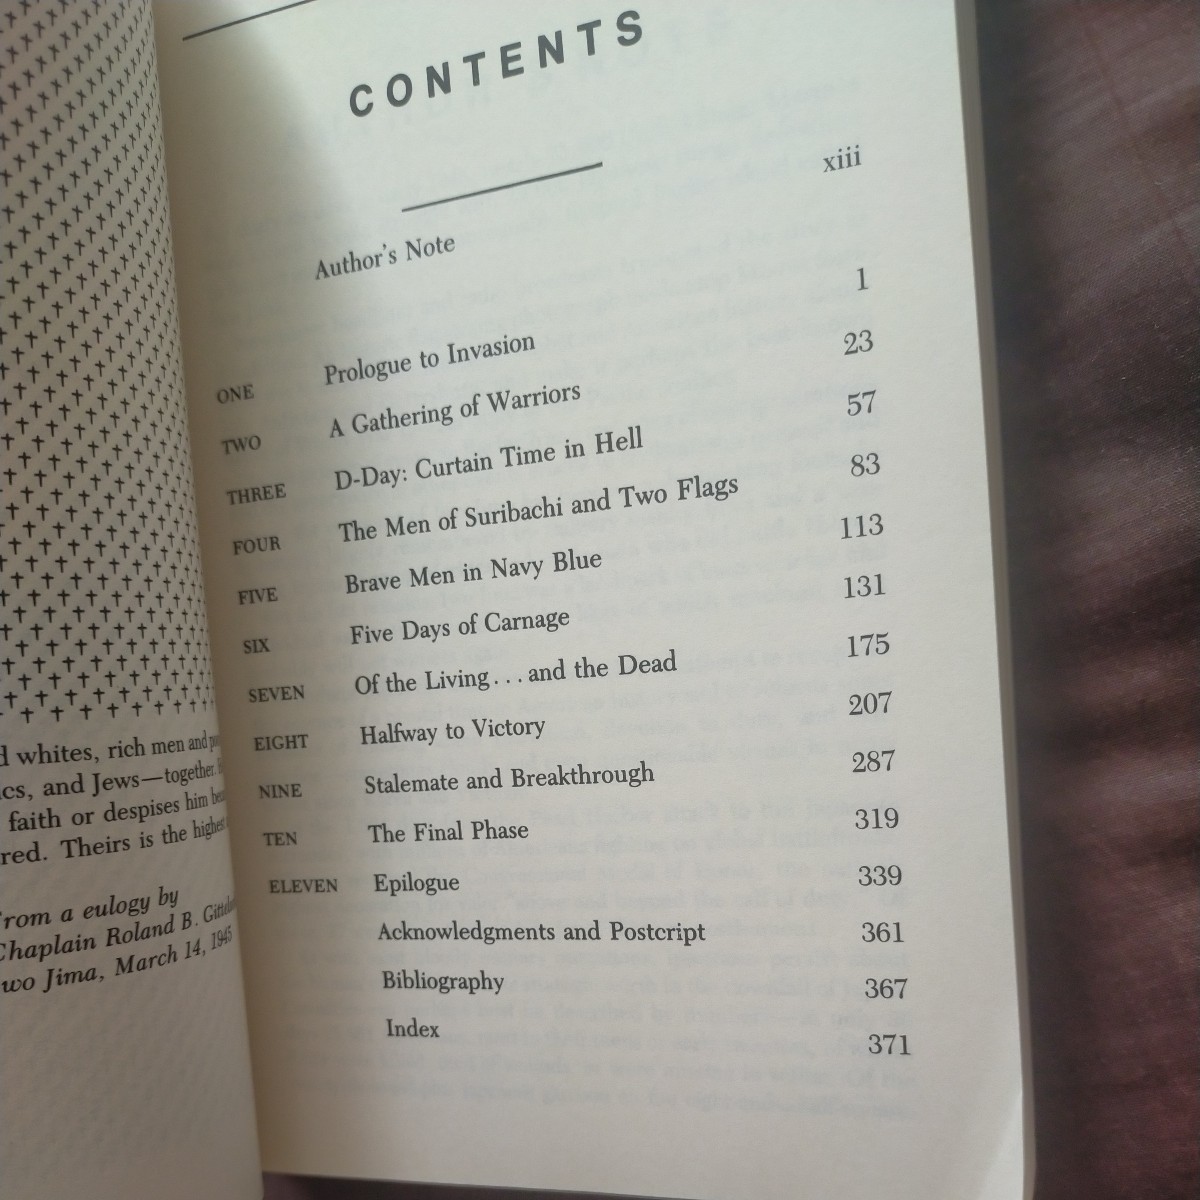 d whites, rich men and
cs, and Jews—together.
faith or despises him
red. Theirs is the highest
From a eulogy by
Chaplain Roland B.
wo Jima, March 14, 1945
CONTENTS
Author's Note xiii
ONE Prologue to Invasion 1
TWO A Gathering of Warriors 23
THREE D-Day: Curtain Time in Hell 57
FOUR The Men of Suribachi and Two Flags 83
FIVE Brave Men in Navy Blue 113
SIX Five Days of Carnage 131
SEVEN Of the Living...and the Dead 175
EIGHT Halfway to Victory 207
NINE Stalemate and Breakthrough 287
TEN The Final Phase 319
ELEVEN Epilogue 339
Acknowledgments and Postcript 361
Bibliography 367
Index 371